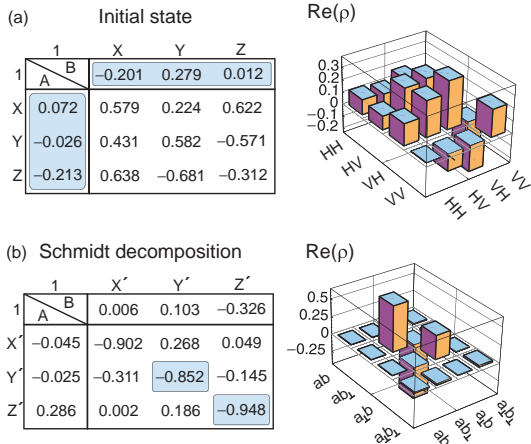 (a) Initial state
1 X Y Z
A B
1 −0.201 0.279 0.012
X 0.072 0.579 0.224 0.622
Y −0.026 0.431 0.582 −0.571
Z −0.213 0.638 −0.681 −0.312
Re(ρ)
0.3
0.2
0.1
0
−0.1
−0.2
HH
HV
VH
VV
HH
HV
VH
VV
(b) Schmidt decomposition
1 X´ Y´ Z´
A B
1 0.006 0.103 −0.326
X´ −0.045 −0.902 0.268 0.049
Y´ −0.025 −0.311 −0.852 −0.145
Z´ 0.286 0.002 0.186 −0.948
Re(ρ)
0.5
0.25
0
−0.25
ab
ab⊥
a⊥b
a⊥b⊥
ab
ab⊥
a⊥b
a⊥b⊥